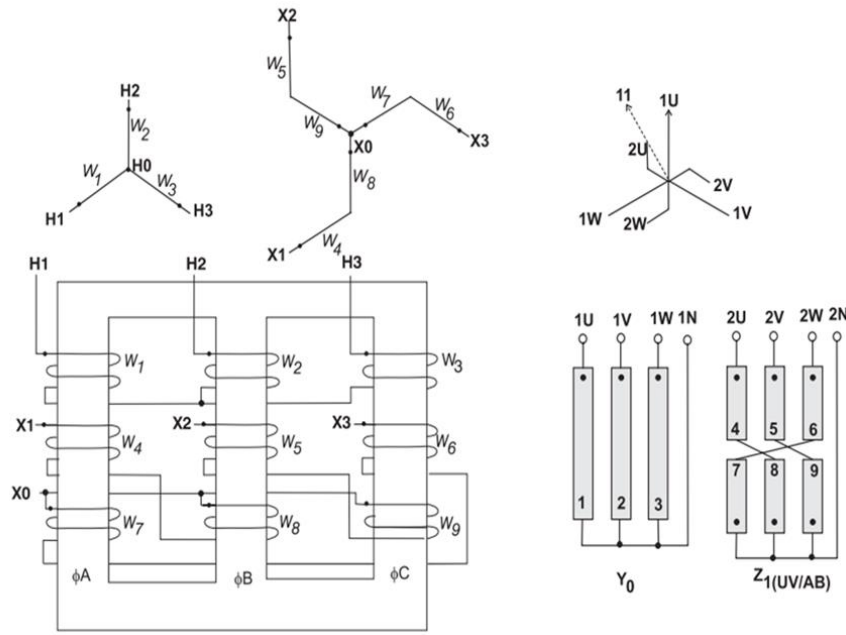 X2
W5
W9
W7
W6
X0
X3
W8
X1
W4
H2
W2
H0
W1
W3
H1
H3
11
1U
2U
2V
1W
2W
1V
H1
H2
H3
W1
W2
W3
X1
X2
X3
W4
W5
W6
X0
W7
W8
W9
ϕA
ϕB
ϕC
1U 1V 1W 1N
1 2 3
Y0
2U 2V 2W 2N
4 5 6
7 8 9
Z1(UV/AB)